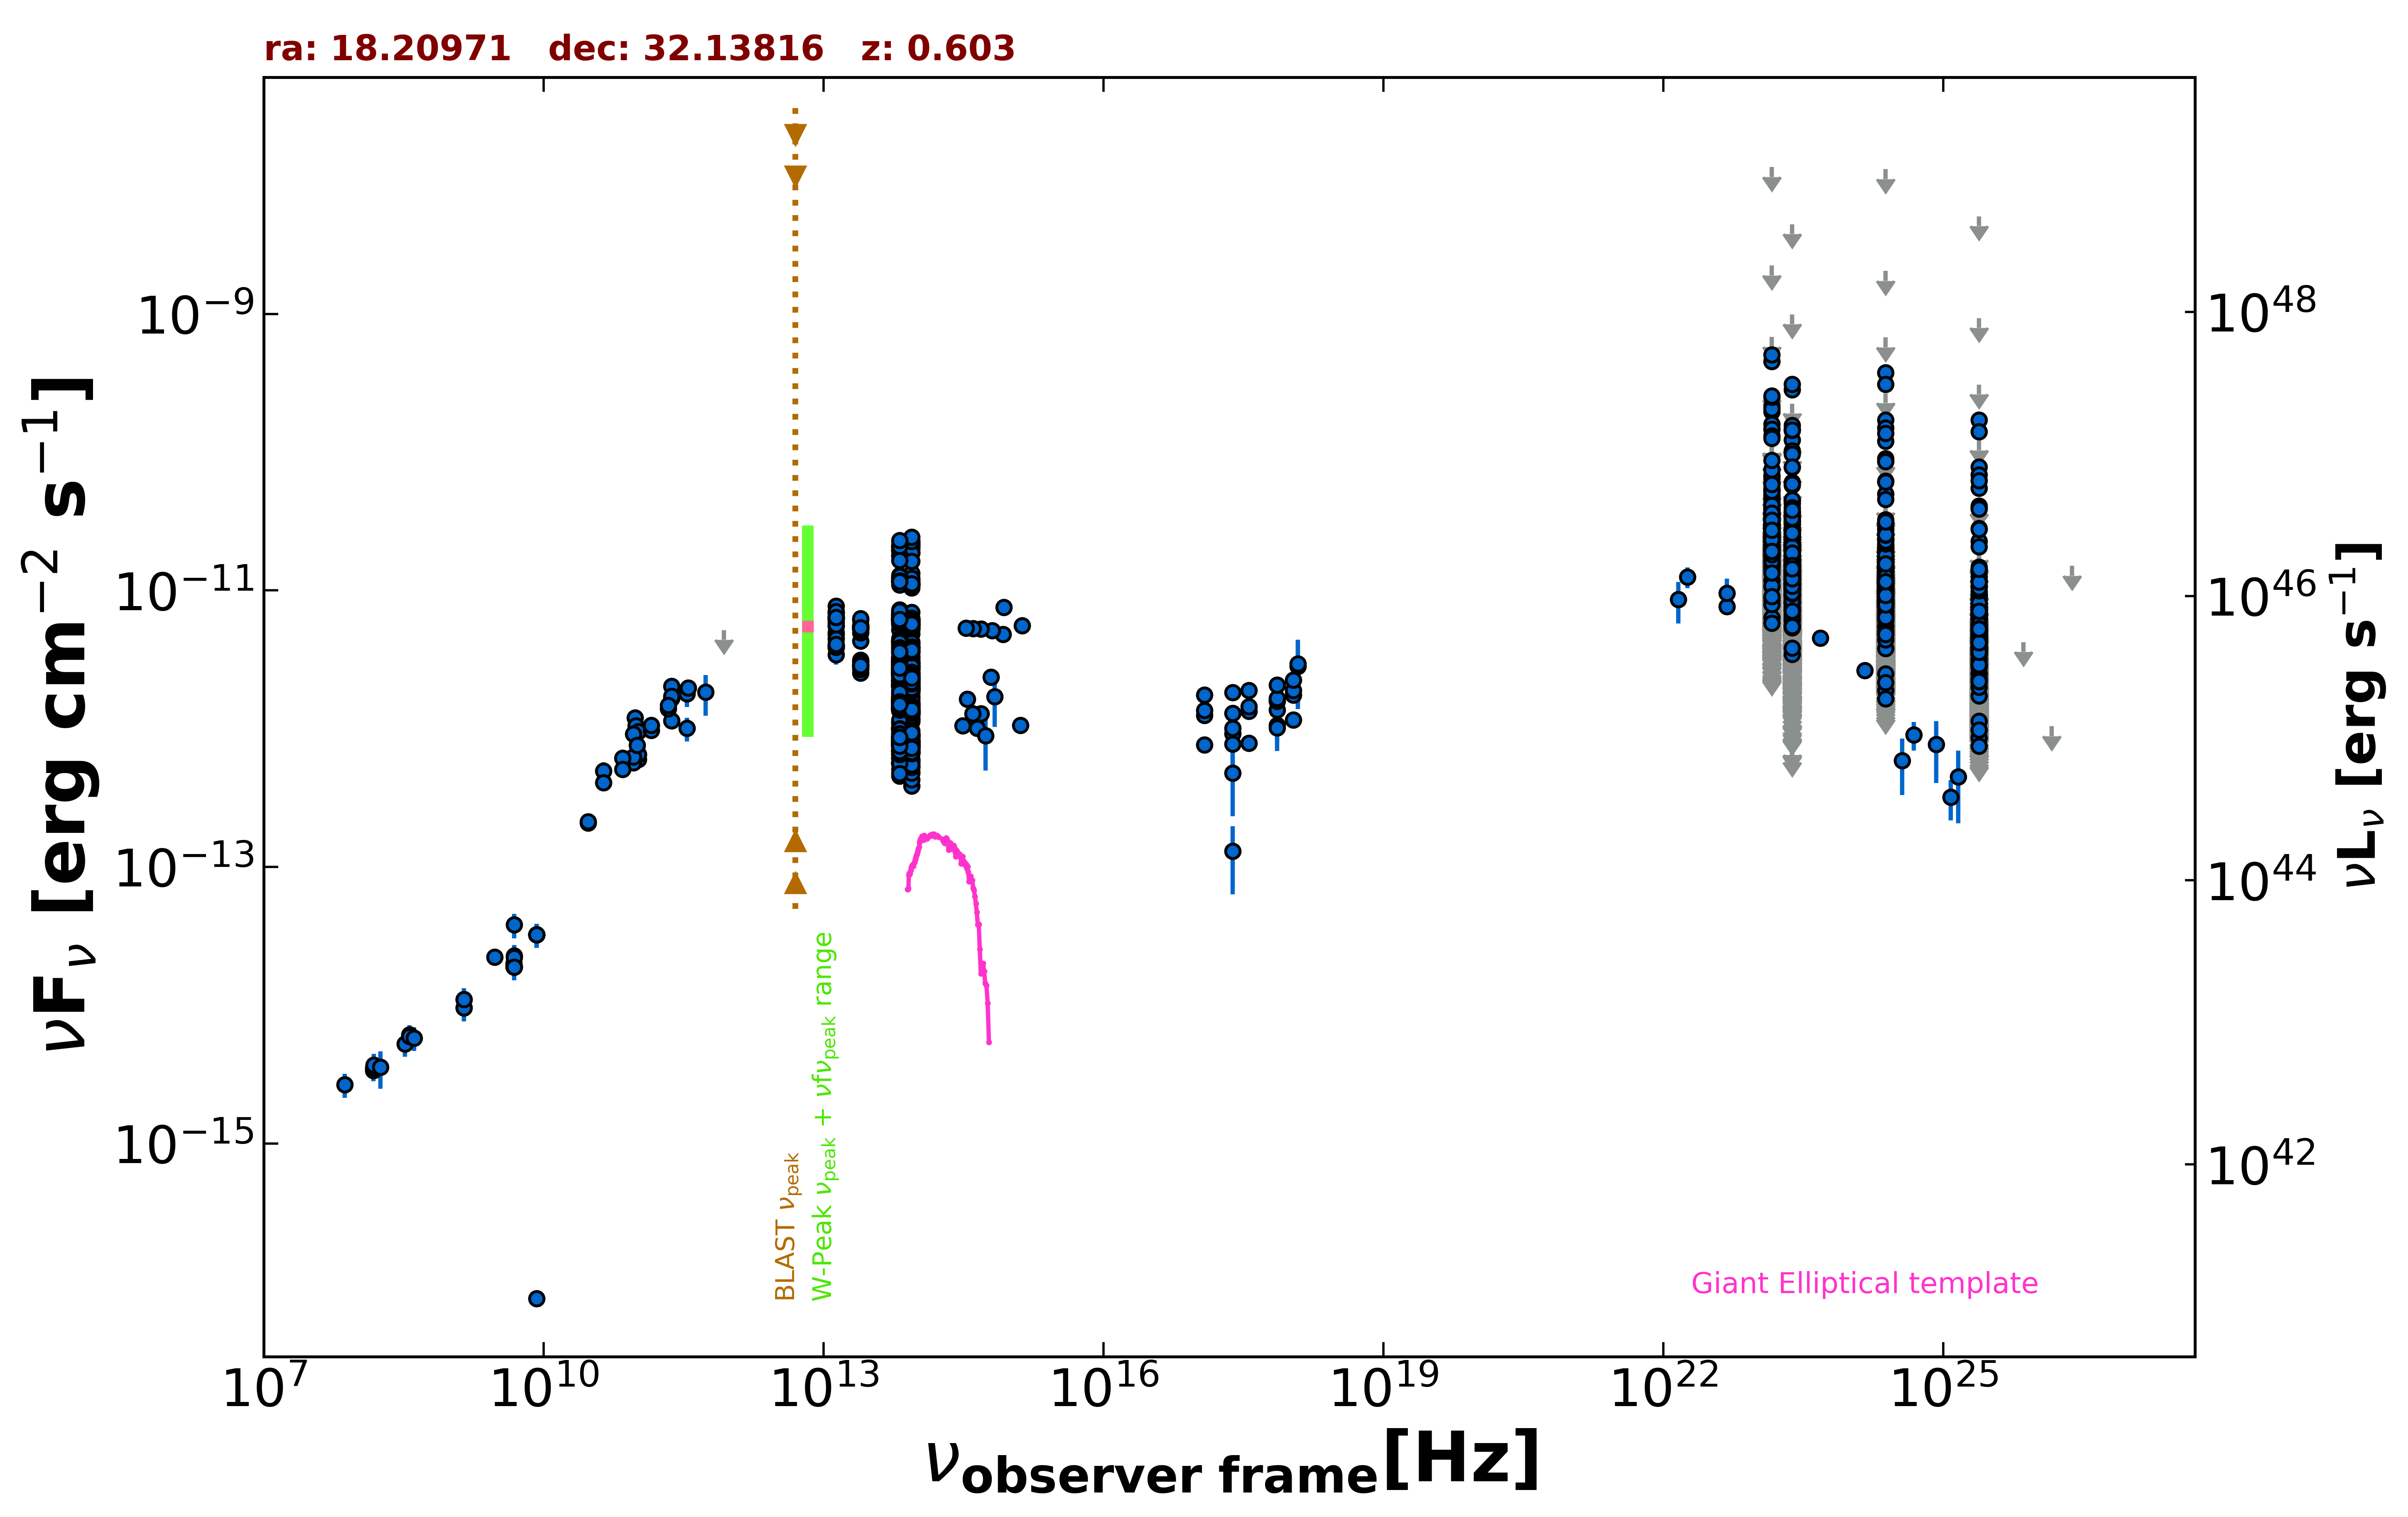 ra: 18.20971 dec: 32.13816 z: 0.603
νFν [erg cm−2 s−1]
10−9
10−11
10−13
10−15
1048
1046
1044
1042
νLν [erg s−1]
BLAST νpeak
W-Peak νpeak + νfνpeak range
Giant Elliptical template
107
1010
1013
1016
1019
1022
1025
νobserver frame[Hz]